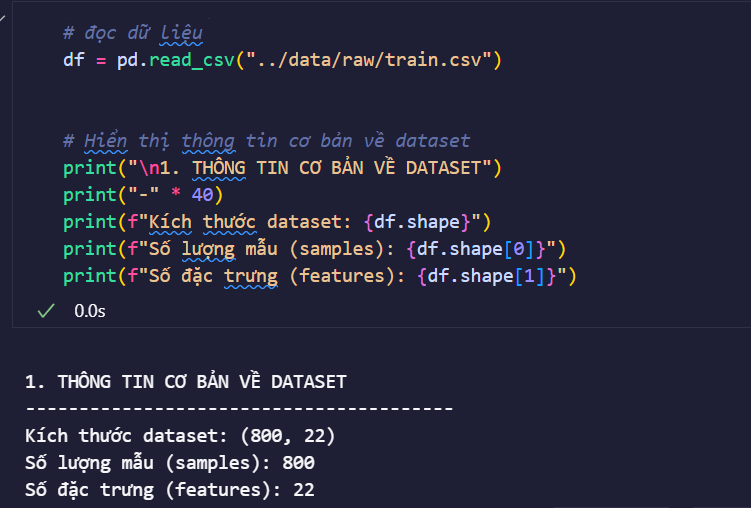 # đọc dữ liệu
df = pd.read_csv("../data/raw/train.csv")
# Hiển thị thông tin cơ bản về dataset
print("\n1. THÔNG TIN CƠ BẢN VỀ DATASET")
print("-" * 40)
print(f"Kích thước dataset: {df.shape}")
print(f"Số lượng mẫu (samples): {df.shape[0]}")
print(f"Số đặc trưng (features): {df.shape[1]}")
0.0s
1. THÔNG TIN CƠ BẢN VỀ DATASET
----------------------------------------
Kích thước dataset: (800, 22)
Số lượng mẫu (samples): 800
Số đặc trưng (features): 22